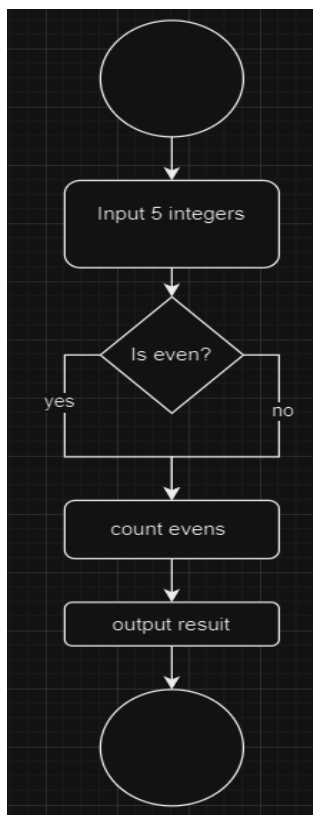 Input 5 integers
Is even?
yes
no
count evens
output resuit